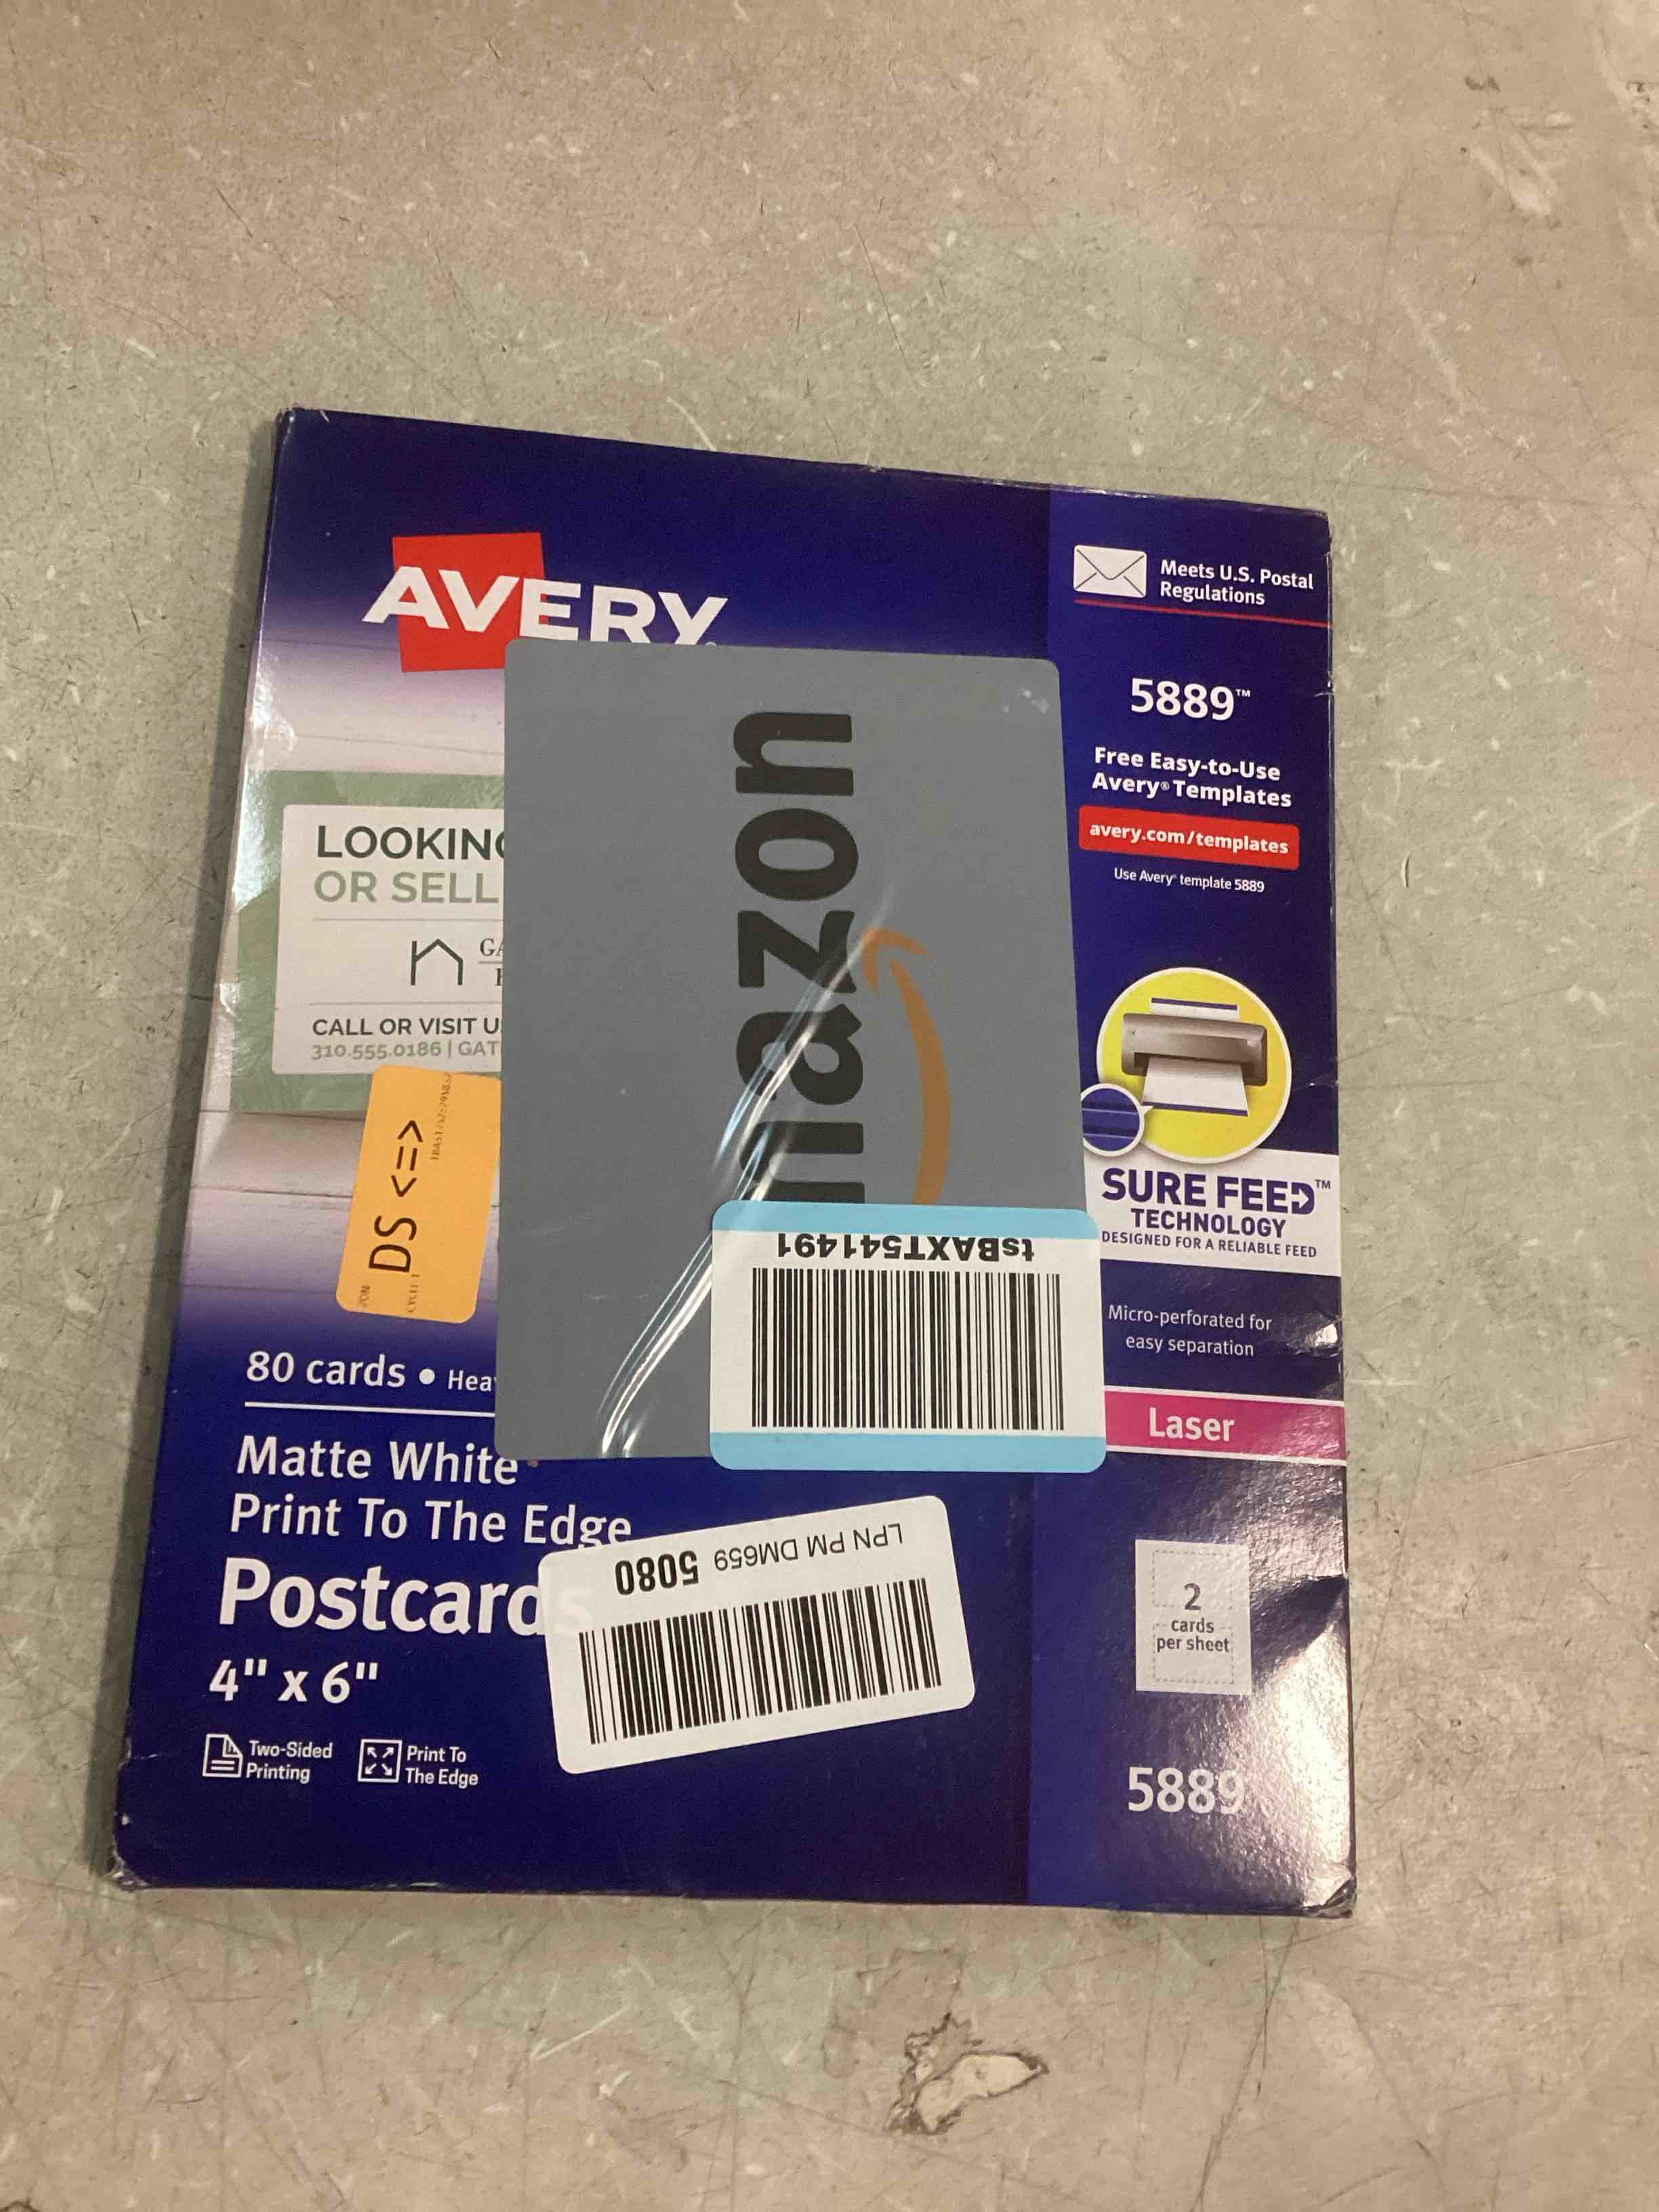 AVERY
Meets U.S. Postal
Regulations
5889™
Free Easy-to-Use
Avery® Templates
avery.com/templates
Use Avery® template 5889
LOOKING
OR SELL
CALL OR VISIT U
310.555.0186 | GAT
amazon
DS <=>
CYCLE 1
tsBAXT541491
SURE FEED™
TECHNOLOGY
DESIGNED FOR A RELIABLE FEED
Micro-perforated for
easy separation
Laser
80 cards • Hea
Matte White
Print To The Edge
Postcards
4" x 6"
LPN PM DM659 5080
Two-Sided
Printing
Print To
The Edge
2
cards
per sheet
5889